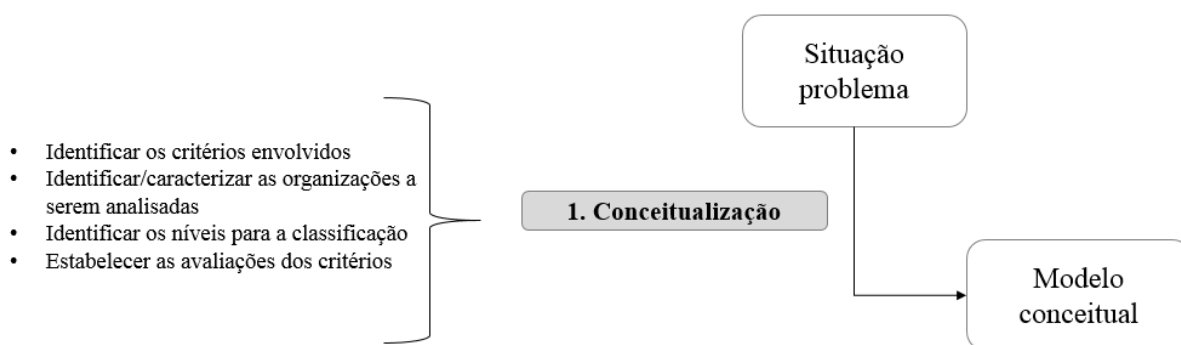 Situação
problema
• Identificar os critérios envolvidos
• Identificar/caracterizar as organizações a
serem analisadas
• Identificar os níveis para a classificação
• Estabelecer as avaliações dos critérios
1. Conceitualização
Modelo
conceitual